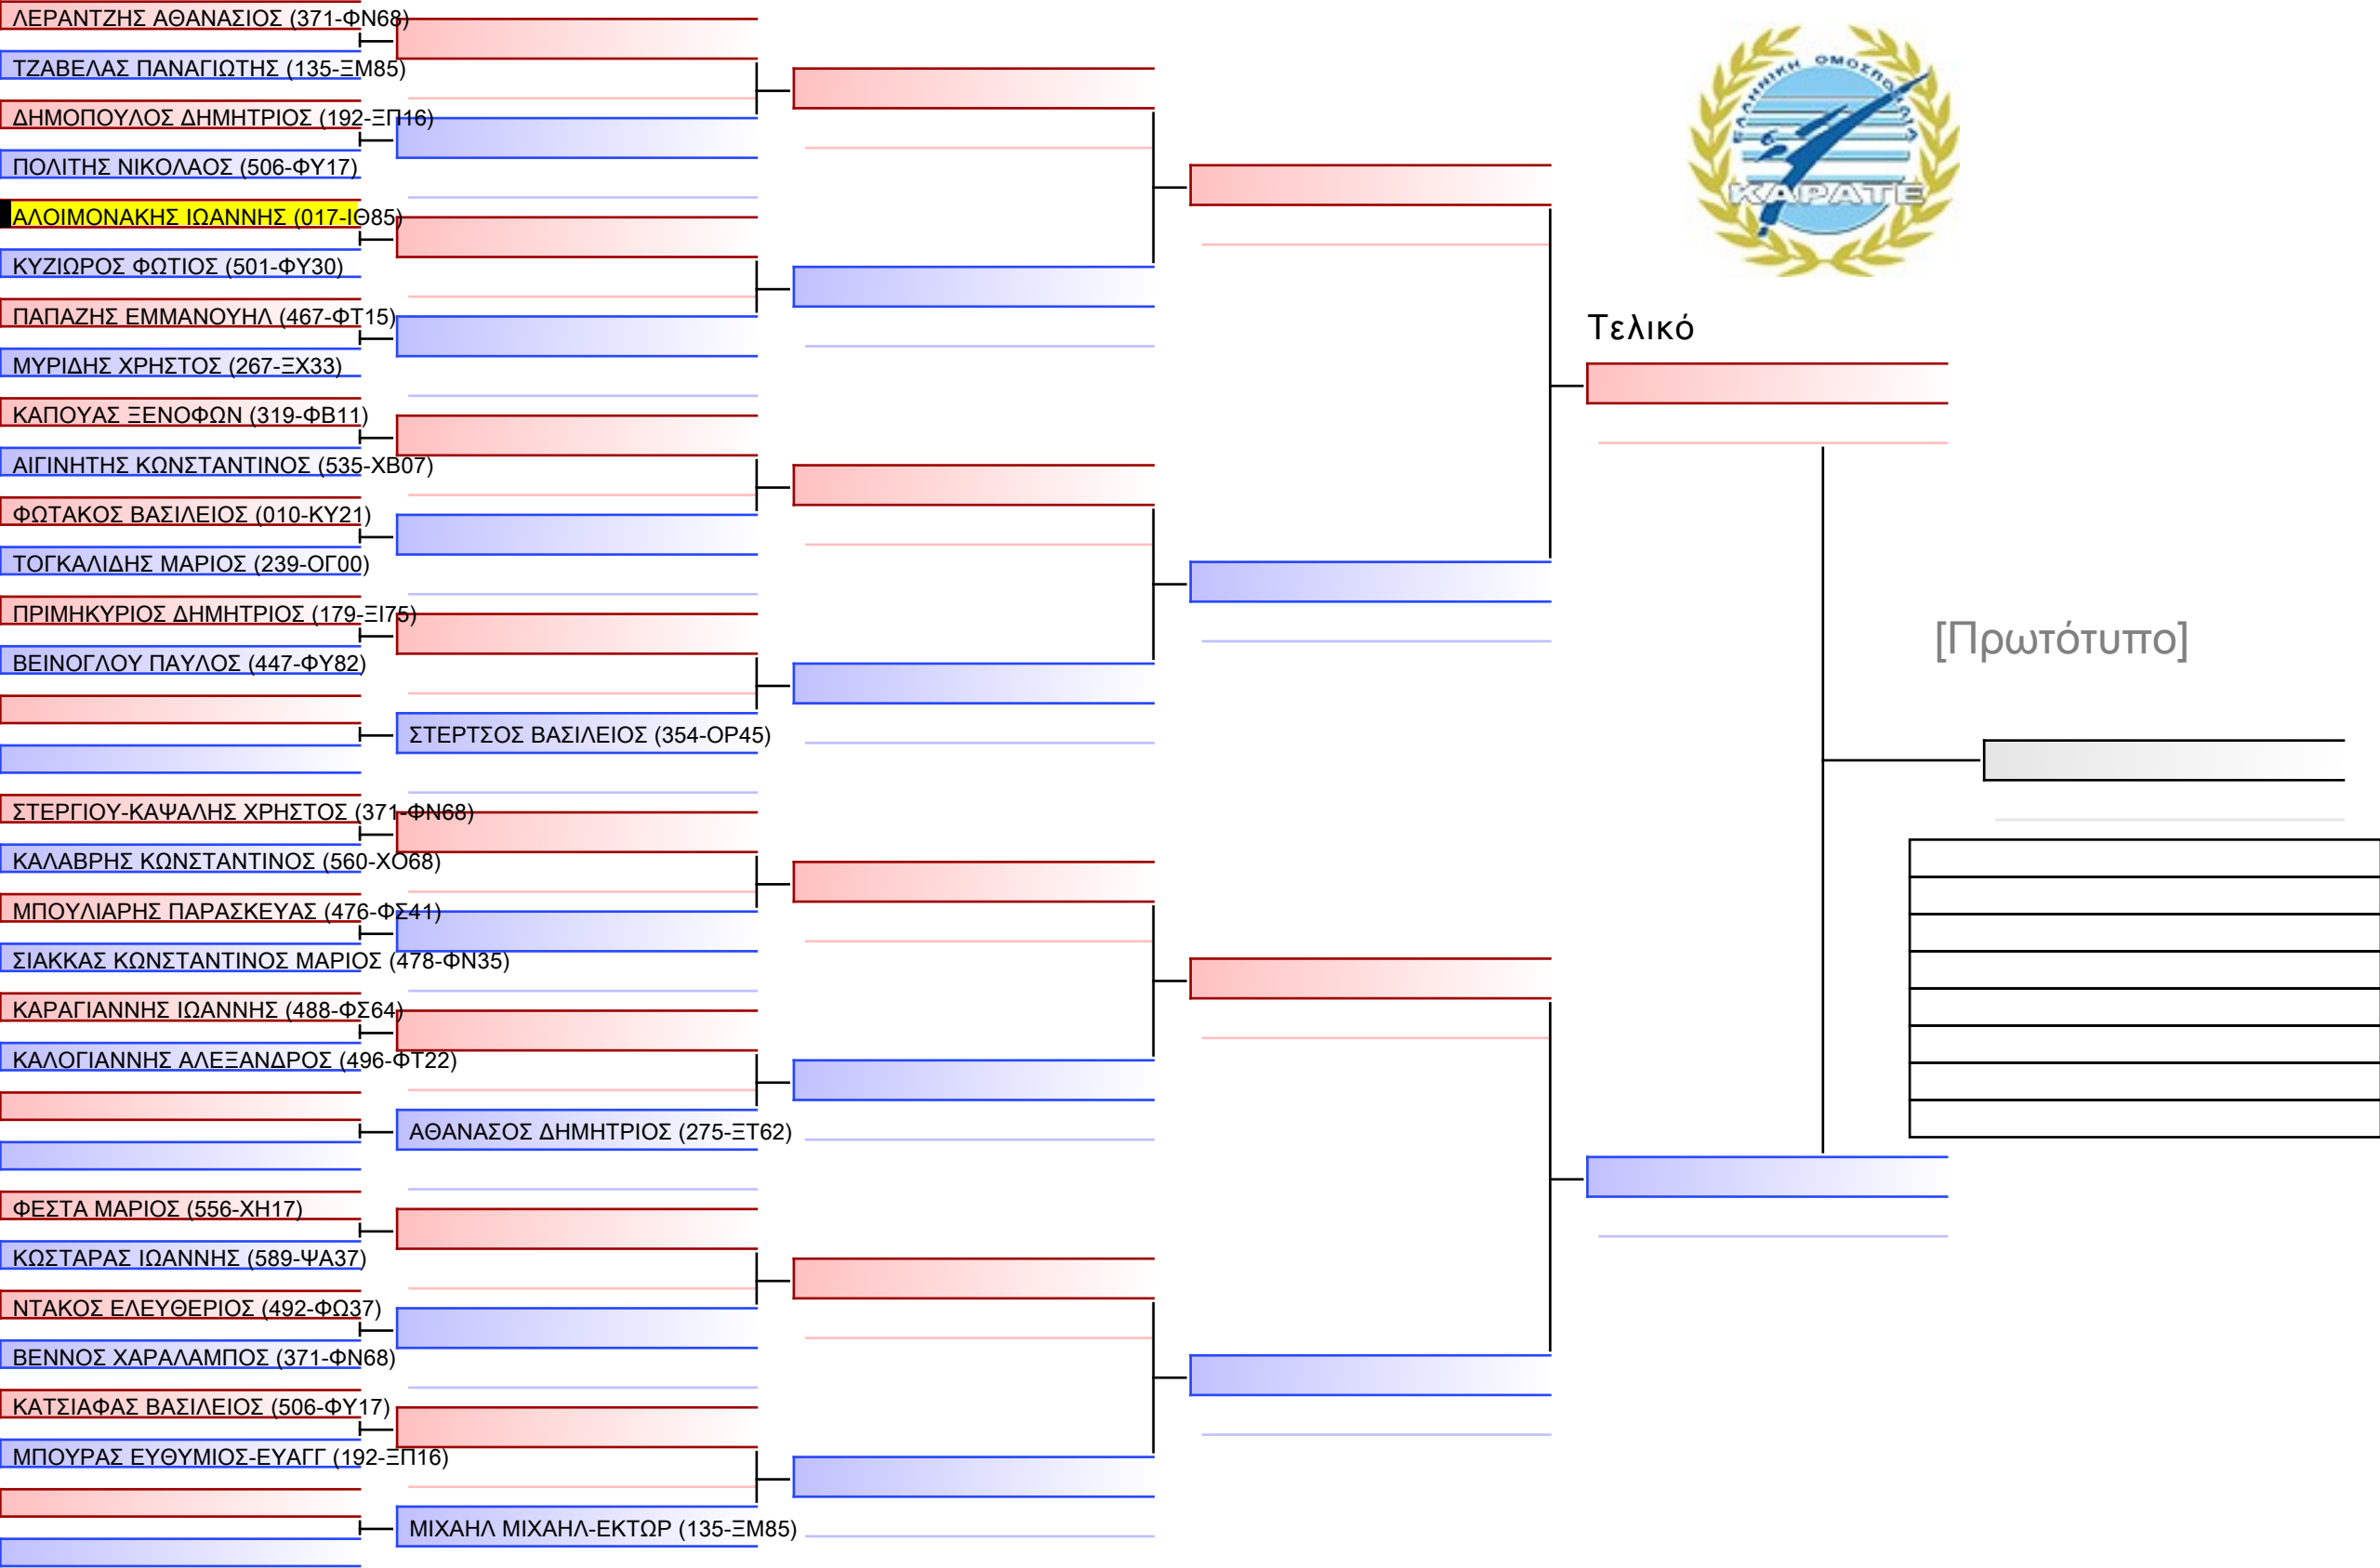 ΛΕΡΑΝΤΖΗΣ ΑΘΑΝΑΣΙΟΣ (371-ΦΝ68)
ΤΖΑΒΕΛΑΣ ΠΑΝΑΓΙΩΤΗΣ (135-ΞΜ85)
ΔΗΜΟΠΟΥΛΟΣ ΔΗΜΗΤΡΙΟΣ (192-ΞΠ16)
ΠΟΛΙΤΗΣ ΝΙΚΟΛΑΟΣ (506-ΦΥ17)
ΑΛΟΙΜΟΝΑΚΗΣ ΙΩΑΝΝΗΣ (017-ΙΘ85)
ΚΥΖΙΩΡΟΣ ΦΩΤΙΟΣ (501-ΦΥ30)
ΠΑΠΑΖΗΣ ΕΜΜΑΝΟΥΗΛ (467-ΦΤ15)
ΜΥΡΙΔΗΣ ΧΡΗΣΤΟΣ (267-ΞΧ33)
ΚΑΠΟΥΑΣ ΞΕΝΟΦΩΝ (319-ΦΒ11)
ΑΙΓΙΝΗΤΗΣ ΚΩΝΣΤΑΝΤΙΝΟΣ (535-ΧΒ07)
ΦΩΤΑΚΟΣ ΒΑΣΙΛΕΙΟΣ (010-ΚΥ21)
ΤΟΓΚΑΛΙΔΗΣ ΜΑΡΙΟΣ (239-ΟΓ00)
ΠΡΙΜΗΚΥΡΙΟΣ ΔΗΜΗΤΡΙΟΣ (179-ΞΙ75)
ΒΕΙΝΟΓΛΟΥ ΠΑΥΛΟΣ (447-ΦΥ82)
ΣΤΕΡΤΣΟΣ ΒΑΣΙΛΕΙΟΣ (354-ΟΡ45)
ΣΤΕΡΓΙΟΥ-ΚΑΨΑΛΗΣ ΧΡΗΣΤΟΣ (371-ΦΝ68)
ΚΑΛΑΒΡΗΣ ΚΩΝΣΤΑΝΤΙΝΟΣ (560-ΧΟ68)
ΜΠΟΥΛΙΑΡΗΣ ΠΑΡΑΣΚΕΥΑΣ (476-ΦΣ41)
ΣΙΑΚΚΑΣ ΚΩΝΣΤΑΝΤΙΝΟΣ ΜΑΡΙΟΣ (478-ΦΝ35)
ΚΑΡΑΓΙΑΝΝΗΣ ΙΩΑΝΝΗΣ (488-ΦΣ64)
ΚΑΛΟΓΙΑΝΝΗΣ ΑΛΕΞΑΝΔΡΟΣ (496-ΦΤ22)
ΑΘΑΝΑΣΟΣ ΔΗΜΗΤΡΙΟΣ (275-ΞΤ62)
ΦΕΣΤΑ ΜΑΡΙΟΣ (556-ΧΗ17)
ΚΩΣΤΑΡΑΣ ΙΩΑΝΝΗΣ (589-ΨΑ37)
ΝΤΑΚΟΣ ΕΛΕΥΘΕΡΙΟΣ (492-ΦΩ37)
ΒΕΝΝΟΣ ΧΑΡΑΛΑΜΠΟΣ (371-ΦΝ68)
ΚΑΤΣΙΑΦΑΣ ΒΑΣΙΛΕΙΟΣ (506-ΦΥ17)
ΜΠΟΥΡΑΣ ΕΥΘΥΜΙΟΣ-ΕΥΑΓΓ (192-ΞΠ16)
ΜΙΧΑΗΛ ΜΙΧΑΗΛ-ΕΚΤΩΡ (135-ΞΜ85)
ΕΛΛΗΝΙΚΗ ΟΜΟΣΠΟΝΔΙΑ
ΚΑΡΑΤΕ
Τελικό
[Πρωτότυπο]